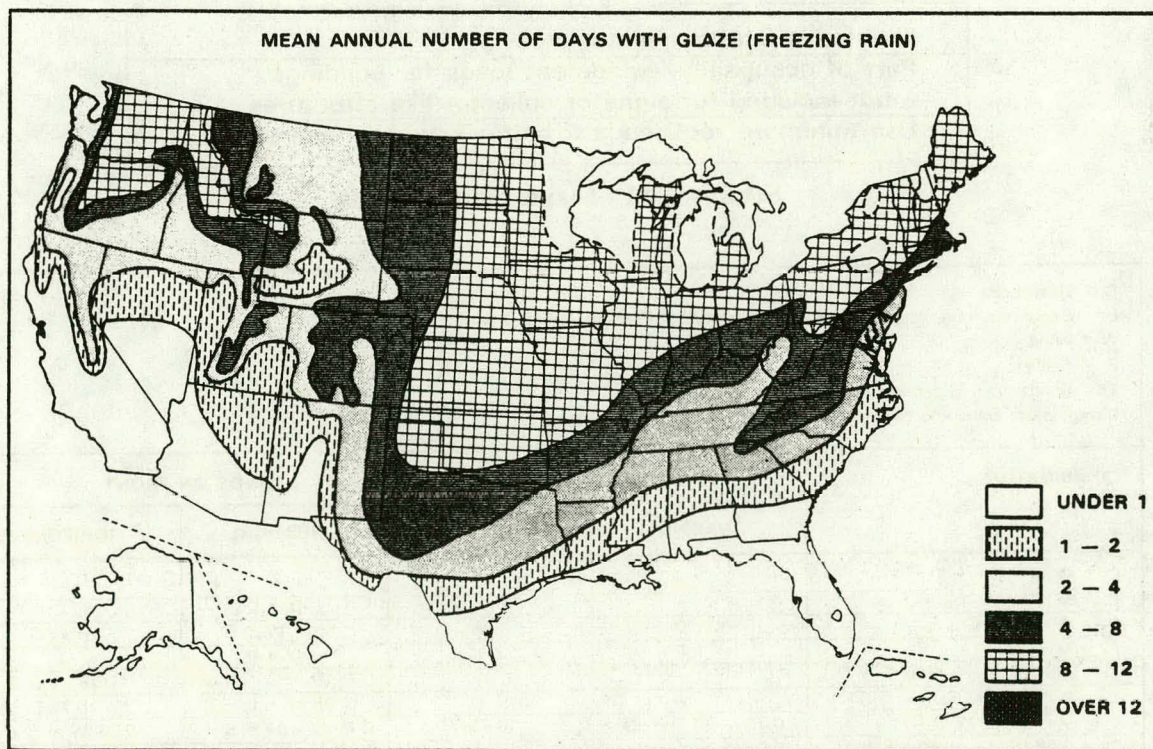 MEAN ANNUAL NUMBER OF DAYS WITH GLAZE (FREEZING RAIN)
UNDER 1
1 – 2
2 – 4
4 – 8
8 – 12
OVER 12